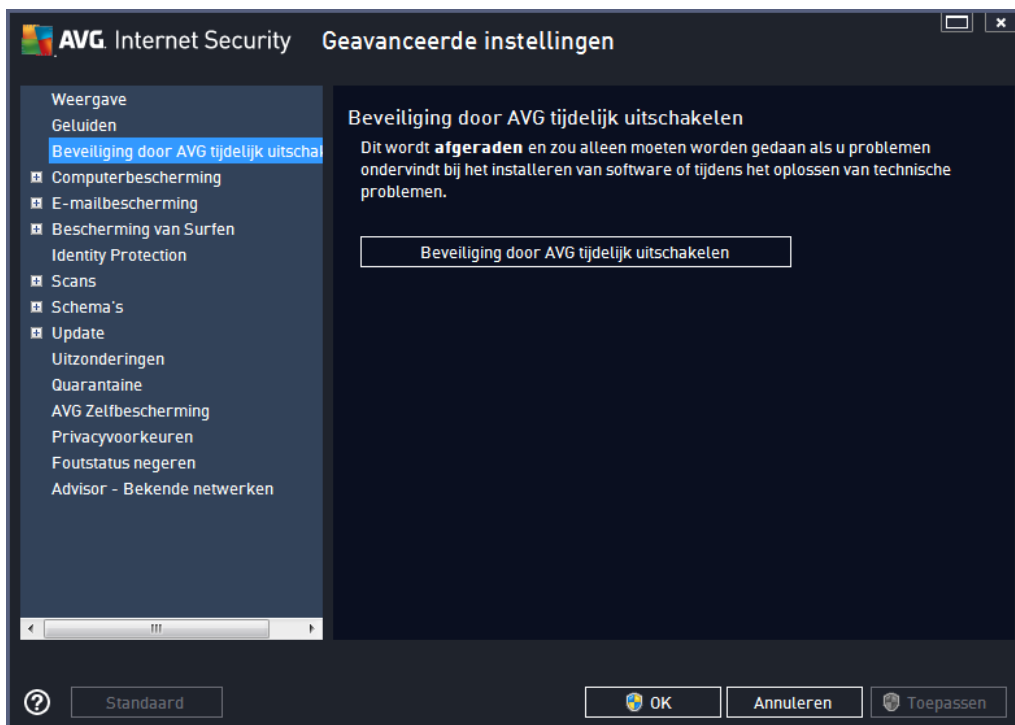 AVG. Internet Security
Geavanceerde instellingen
Weergave
Geluiden
Beveiliging door AVG tijdelijk uitschal
Computerbescherming
E-mailbescherming
Bescherming van Surfen
Identity Protection
Scans
Schema's
Update
Uitzonderingen
Quarantaine
AVG Zelfbescherming
Privacyvoorkeuren
Foutstatus negeren
Advisor - Bekende netwerken
Beveiliging door AVG tijdelijk uitschakelen
Dit wordt afgeraden en zou alleen moeten worden gedaan als u problemen
ondervindt bij het installeren van software of tijdens het oplossen van technische
problemen.
Beveiliging door AVG tijdelijk uitschakelen
Standaard
OK
Annuleren
Toepassen